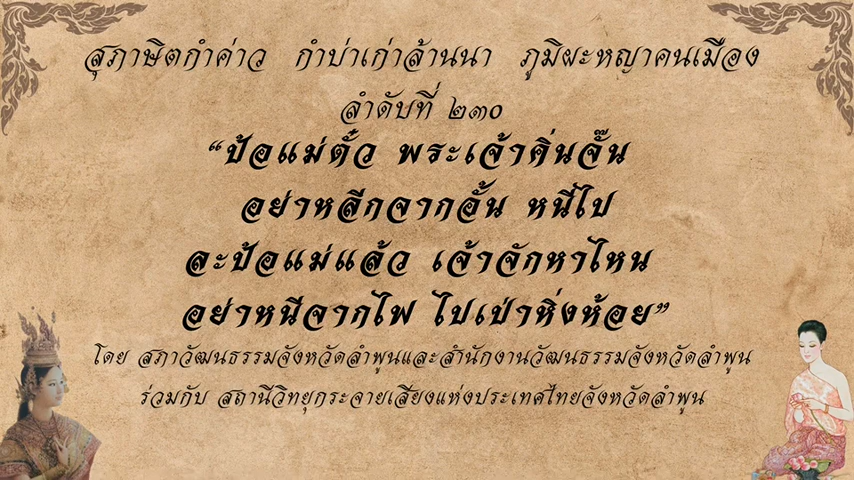 สุภาษิตกำค่าว กำบ่าเก่าล้านนา ภูมิผะหญาคนเมือง
ลำดับที่ ๒๓๐
“ป้อแม่ตั๋ว พระเจ้าคิ่นจั๊น
อย่าหลีกจากอั้น หนีไป
ละป้อแม่แล้ว เจ้าจักหาไหน
อย่าหนีจากไฟ ไปเป่าหิ่งห้อย”
โดย สภาวัฒนธรรมจังหวัดลำพูนและสำนักงานวัฒนธรรมจังหวัดลำพูน
ร่วมกับ สถานีวิทยุกระจายเสียงแห่งประเทศไทยจังหวัดลำพูน